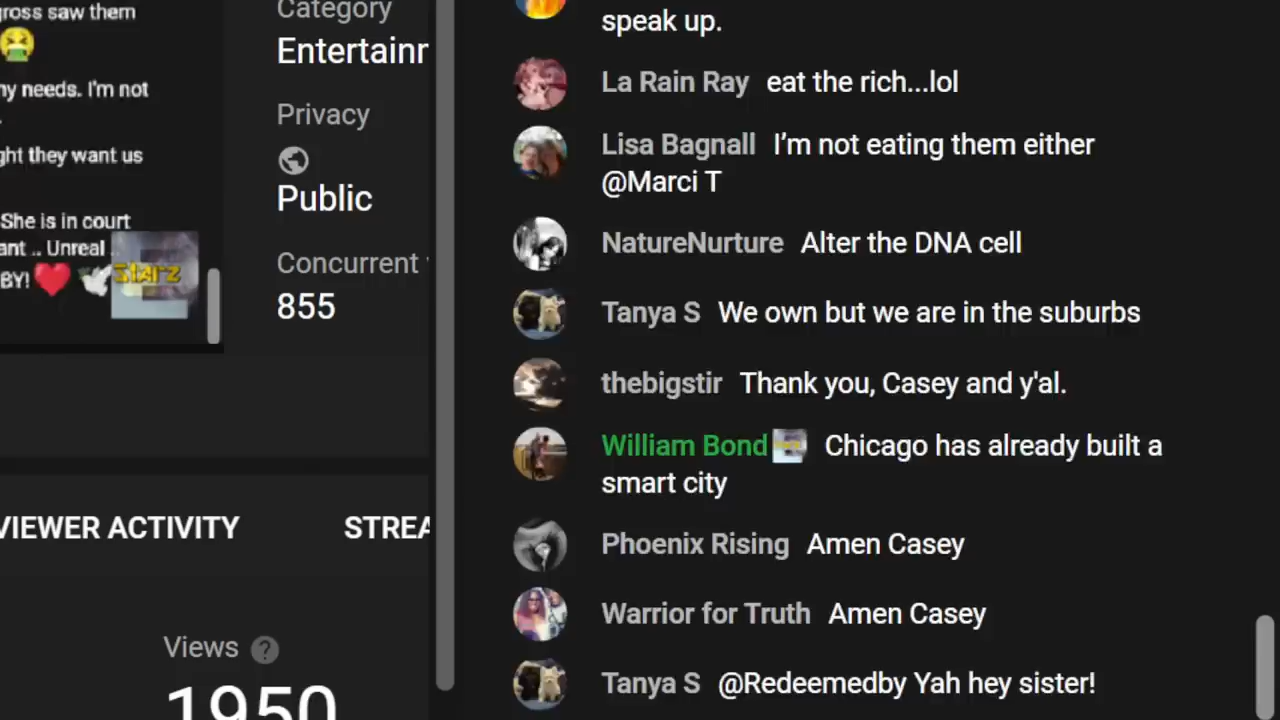 gross saw them
ny needs. I'm not
ght they want us
She is in court
ant .. Unreal
BY!
Starz
Category
Entertainm
Privacy
Public
Concurrent
855
VIEWER ACTIVITY
STREA
Views ?
1950
speak up.
La Rain Ray eat the rich...lol
Lisa Bagnall I’m not eating them either
@Marci T
NatureNurture Alter the DNA cell
Tanya S We own but we are in the suburbs
thebigstir Thank you, Casey and y'al.
William Bond Chicago has already built a
smart city
Phoenix Rising Amen Casey
Warrior for Truth Amen Casey
Tanya S @Redeemedby Yah hey sister!